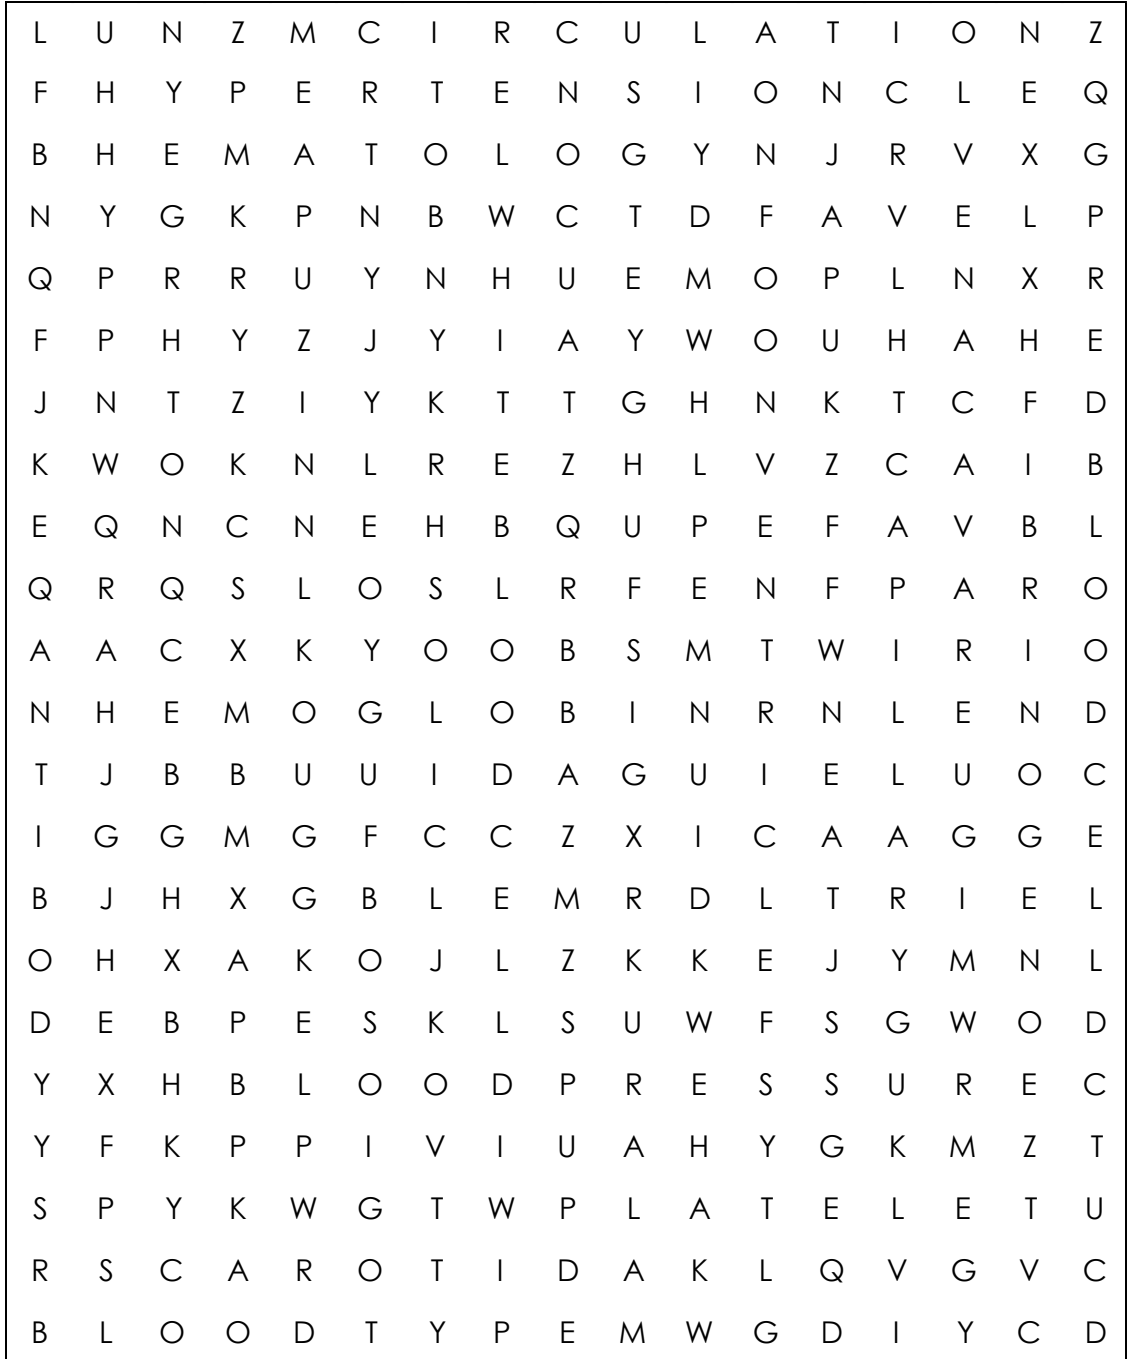 L U N Z M C I R C U L A T I O N Z
F H Y P E R T E N S I O N C L E Q
B H E M A T O L O G Y N J R V X G
N Y G K P N B W C T D F A V E L P
Q P R R U Y N H U E M O P L N X R
F P H Y Z J Y I A Y W O U H A H E
J N T Z I Y K T T G H N K T C F D
K W O K N L R E Z H L V Z C A I B
E Q N C N E H B Q U P E F A V B L
Q R Q S L O S L R F E N F P A R O
A A C X K Y O O B S M T W I R I O
N H E M O G L O B I N R N L E N D
T J B B U U I D A G U I E L U O C
I G G M G F C C Z X I C A A G G E
B J H X G B L E M R D L T R I E L
O H X A K O J L Z K K E J Y M N L
D E B P E S K L S U W F S G W O D
Y X H B L O O D P R E S S U R E C
Y F K P P I V I U A H Y G K M Z T
S P Y K W G T W P L A T E L E T U
R S C A R O T I D A K L Q V G V C
B L O O D T Y P E M W G D I Y C D